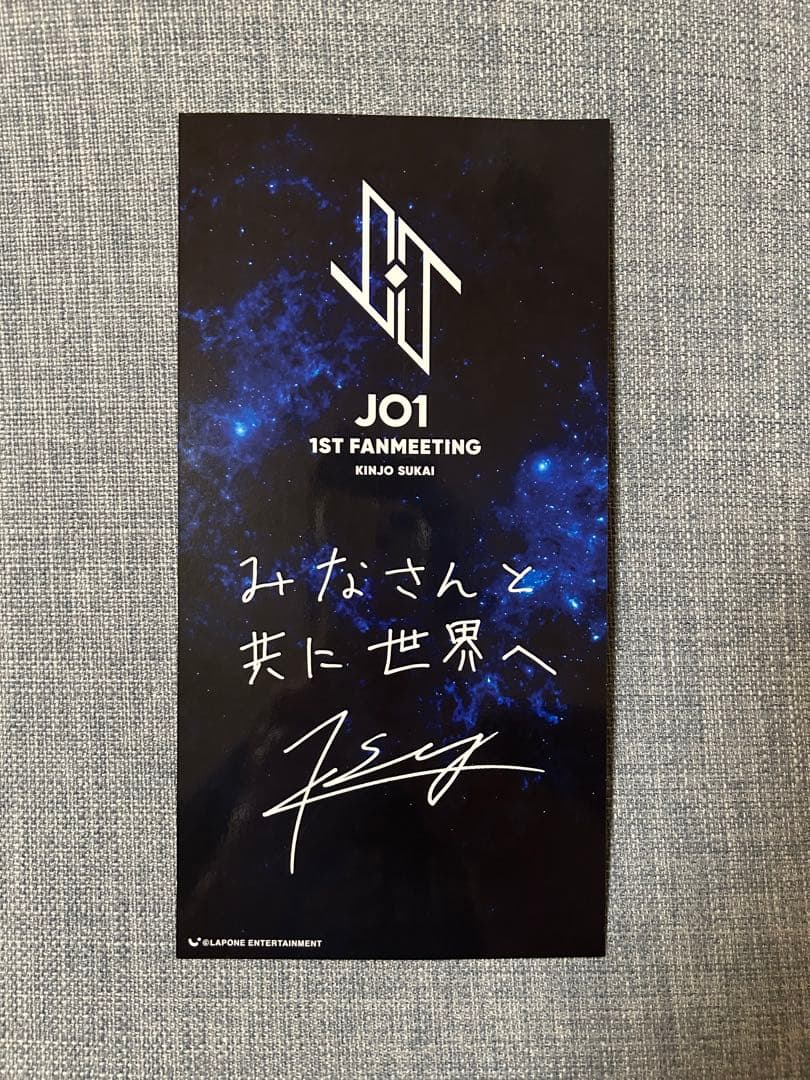 JO1
1ST FANMEETING
KINJO SUKAI
みなさんと
共に世界へ
©LAPONE ENTERTAINMENT